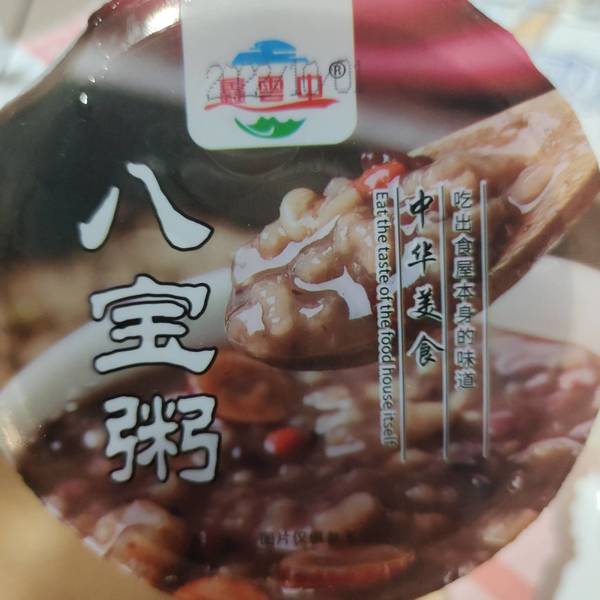 ®
八宝粥
吃出食屋本身的味道
中华美食
Eat the taste of the food house itself